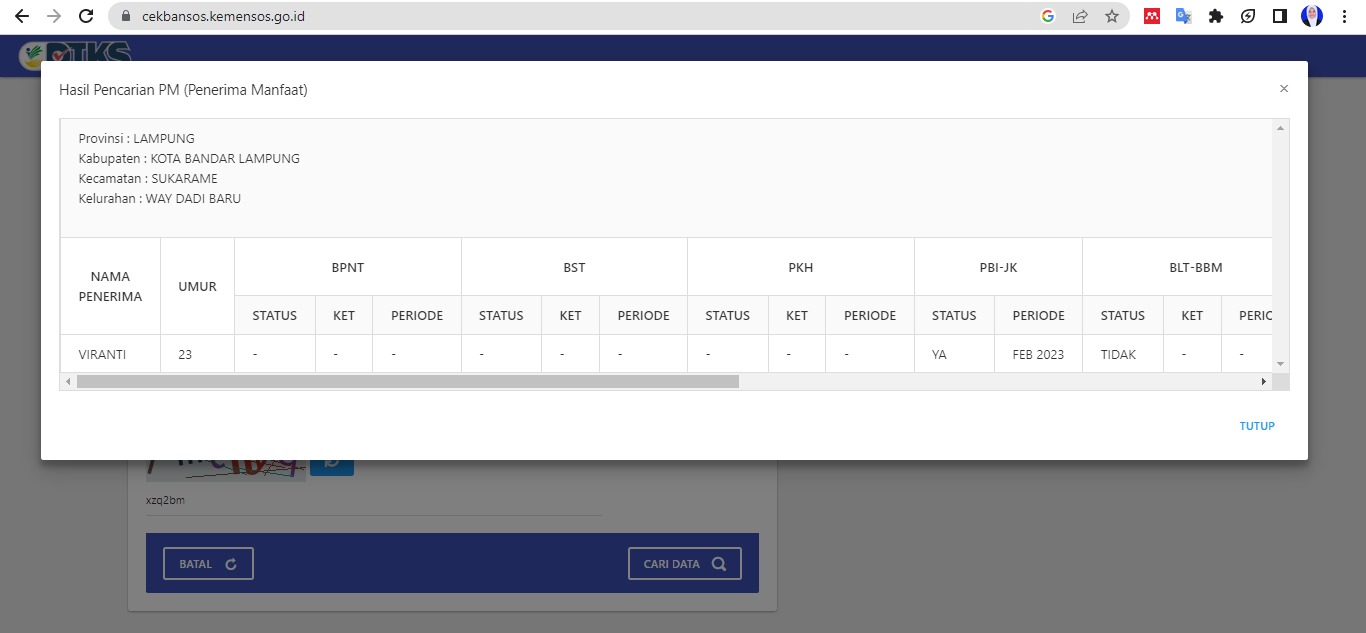 cekbansos.kemensos.go.id
DTKS
Hasil Pencarian PM (Penerima Manfaat)
×
Provinsi : LAMPUNG
Kabupaten : KOTA BANDAR LAMPUNG
Kecamatan : SUKARAME
Kelurahan : WAY DADI BARU
NAMA PENERIMA UMUR BPNT BST PKH PBI-JK BLT-BBM
STATUS KET PERIODE STATUS KET PERIODE STATUS KET PERIODE STATUS PERIODE STATUS KET PERIO
VIRANTI 23 - - - - - - - - - YA FEB 2023 TIDAK - -
TUTUP
xzq2bm
BATAL CARI DATA